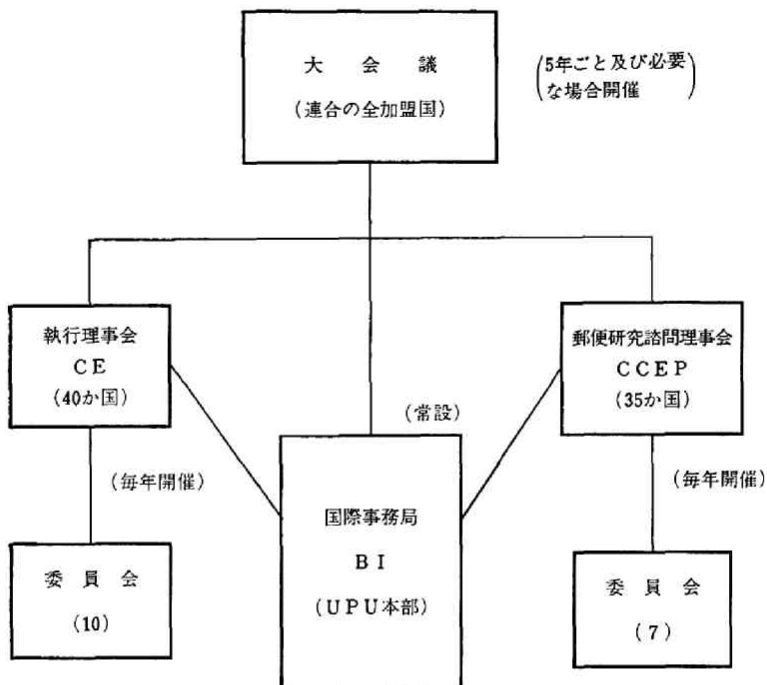 大会議
(連合の全加盟国)
(5年ごと及び必要
な場合開催)
執行理事会
CE
(40か国)
郵便研究諮問理事会
CCEP
(35か国)
(常設)
(毎年開催)
(毎年開催)
国際事務局
BI
(UPU本部)
委員会
(10)
委員会
(7)